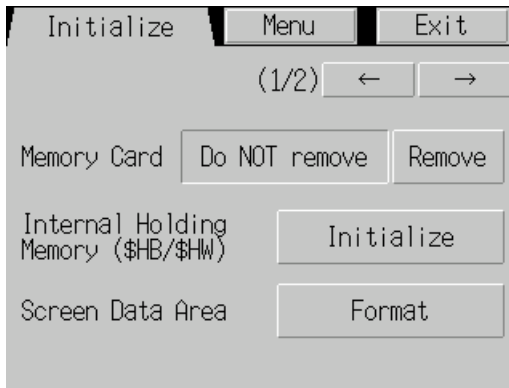 Initialize Menu Exit
(1/2) ← →
Memory Card Do NOT remove Remove
Internal Holding
Memory ($HB/$HW) Initialize
Screen Data Area Format